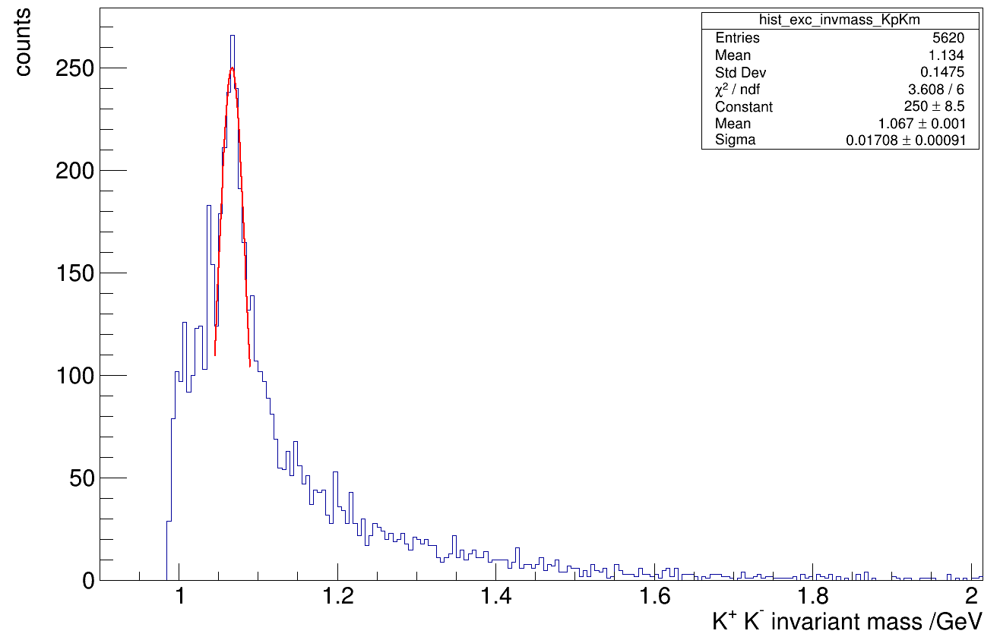 counts
hist_exc_invmass_KpKm
Entries 5620
Mean 1.134
Std Dev 0.1475
χ² / ndf 3.608 / 6
Constant 250 ± 8.5
Mean 1.067 ± 0.001
Sigma 0.01708 ± 0.00091
250
200
150
100
50
0
1 1.2 1.4 1.6 1.8 2
K⁺ K⁻ invariant mass /GeV